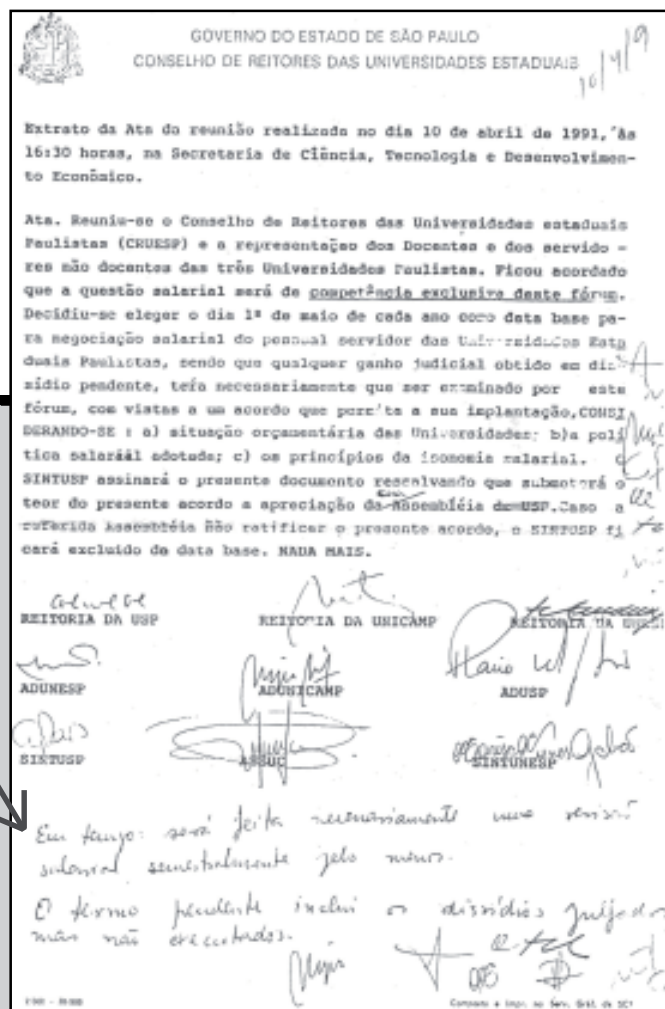 GOVERNO DO ESTADO DE SÃO PAULO
CONSELHO DE REITORES DAS UNIVERSIDADES ESTADUAIS
10/4/9
Extrato da Ata da reunião realizada no dia 10 de abril de 1991, às
16:30 horas, na Secretaria de Ciência, Tecnologia e Desenvolvimen-
to Econômico.
Ata. Reuniu-se o Conselho de Reitores das Universidades estaduais
Paulistas (CRUESP) e a representação dos Docentes e dos servido -
res não docentes das três Universidades Paulistas. Ficou acordado
que a questão salarial será de competência exclusiva deste fórum.
Decidiu-se eleger o dia 1º de maio de cada ano como data base pa-
ra negociação salarial do pessoal servidor das Universidades Esta
duais Paulistas, sendo que qualquer ganho judicial obtido em dis-
sídio pendente, terá necessariamente que ser examinado por este
fórum, com vistas a um acordo que permita a sua implantação, CONSI
DERANDO-SE : a) situação orçamentária das Universidades; b)a polí
tica salarial adotada; c) os princípios da isonomia salarial. O
SINTUSP assinará o presente documento ressalvando que submeterá o
teor do presente acordo a apreciação da Assembléia da USP. Caso a
referida Assembléia não ratificar o presente acordo, o SINTUSP fi
cará excluído da data base. NADA MAIS.
REITORIA DA USP REITORIA DA UNICAMP REITORIA DA UNESP
ADUNESP ADUNICAMP ADUSP
SINTUSP ASSUC SINTUNESP
Em tempo: será feita necessariamente uma revisão
salarial semestralmente pelo menos.
O termo pendente inclui os dissídios julgados
mas não executados.
Composto e Impr. no Serv. Gráf. da SCT